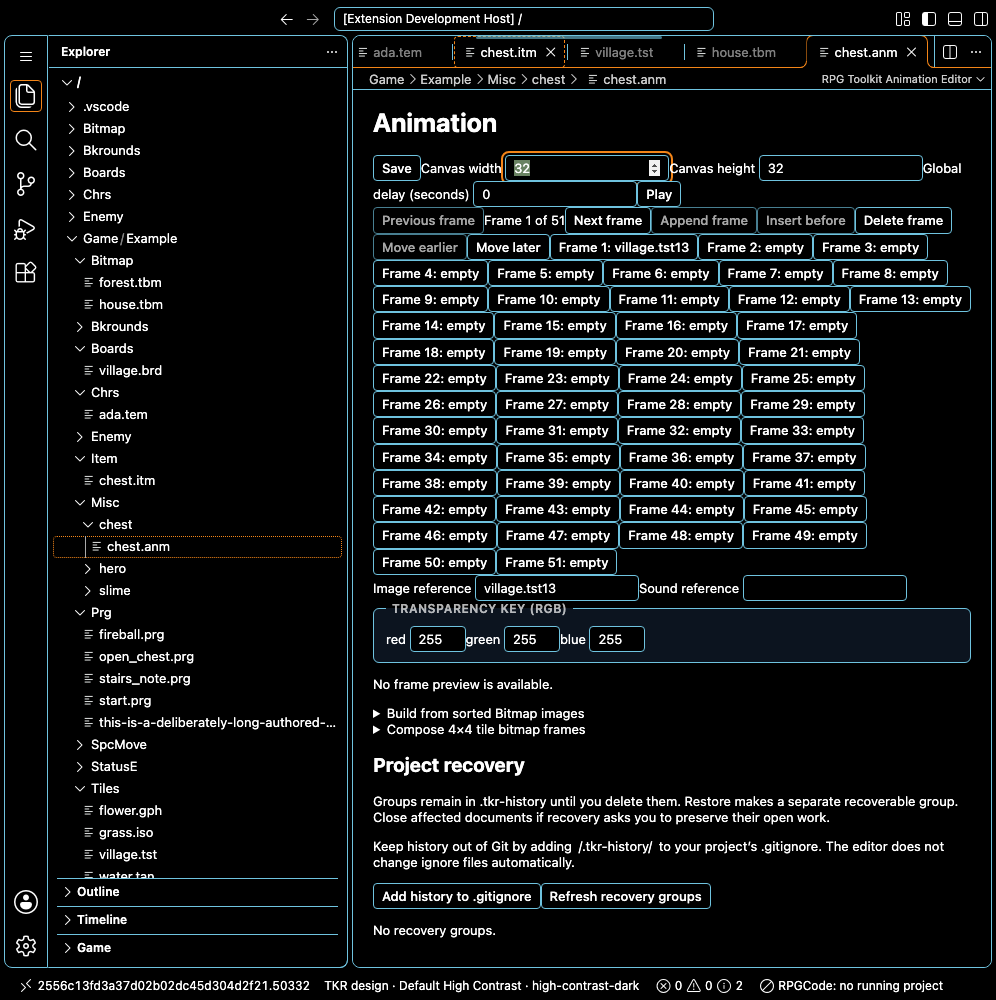 [Extension Development Host] /
Explorer
/
.vscode
Bitmap
Bkrounds
Boards
Chrs
Enemy
Game/Example
Bitmap
forest.tbm
house.tbm
Bkrounds
Boards
village.brd
Chrs
ada.tem
Enemy
Item
chest.itm
Misc
chest
chest.anm
hero
slime
Prg
fireball.prg
open_chest.prg
stairs_note.prg
start.prg
this-is-a-deliberately-long-authored-...
SpcMove
StatusE
Tiles
flower.gph
grass.iso
village.tst
water.tan
Outline
Timeline
Game
ada.tem chest.itm village.tst house.tbm chest.anm
Game > Example > Misc > chest > chest.anm RPG Toolkit Animation Editor
Animation
Save Canvas width 32 Canvas height 32 Global
delay (seconds) 0 Play
Previous frame Frame 1 of 51 Next frame Append frame Insert before Delete frame
Move earlier Move later Frame 1: village.tst13 Frame 2: empty Frame 3: empty
Frame 4: empty Frame 5: empty Frame 6: empty Frame 7: empty Frame 8: empty
Frame 9: empty Frame 10: empty Frame 11: empty Frame 12: empty Frame 13: empty
Frame 14: empty Frame 15: empty Frame 16: empty Frame 17: empty
Frame 18: empty Frame 19: empty Frame 20: empty Frame 21: empty
Frame 22: empty Frame 23: empty Frame 24: empty Frame 25: empty
Frame 26: empty Frame 27: empty Frame 28: empty Frame 29: empty
Frame 30: empty Frame 31: empty Frame 32: empty Frame 33: empty
Frame 34: empty Frame 35: empty Frame 36: empty Frame 37: empty
Frame 38: empty Frame 39: empty Frame 40: empty Frame 41: empty
Frame 42: empty Frame 43: empty Frame 44: empty Frame 45: empty
Frame 46: empty Frame 47: empty Frame 48: empty Frame 49: empty
Frame 50: empty Frame 51: empty
Image reference village.tst13 Sound reference
TRANSPARENCY KEY (RGB)
red 255 green 255 blue 255
No frame preview is available.
Build from sorted Bitmap images
Compose 4×4 tile bitmap frames
Project recovery
Groups remain in .tkr-history until you delete them. Restore makes a separate recoverable group.
Close affected documents if recovery asks you to preserve their open work.
Keep history out of Git by adding /.tkr-history/ to your project's .gitignore. The editor does not
change ignore files automatically.
Add history to .gitignore Refresh recovery groups
No recovery groups.
2556c13fd3a37d02b02dc45d304d2f21.50332 TKR design · Default High Contrast · high-contrast-dark 0 0 2 RPGCode: no running project